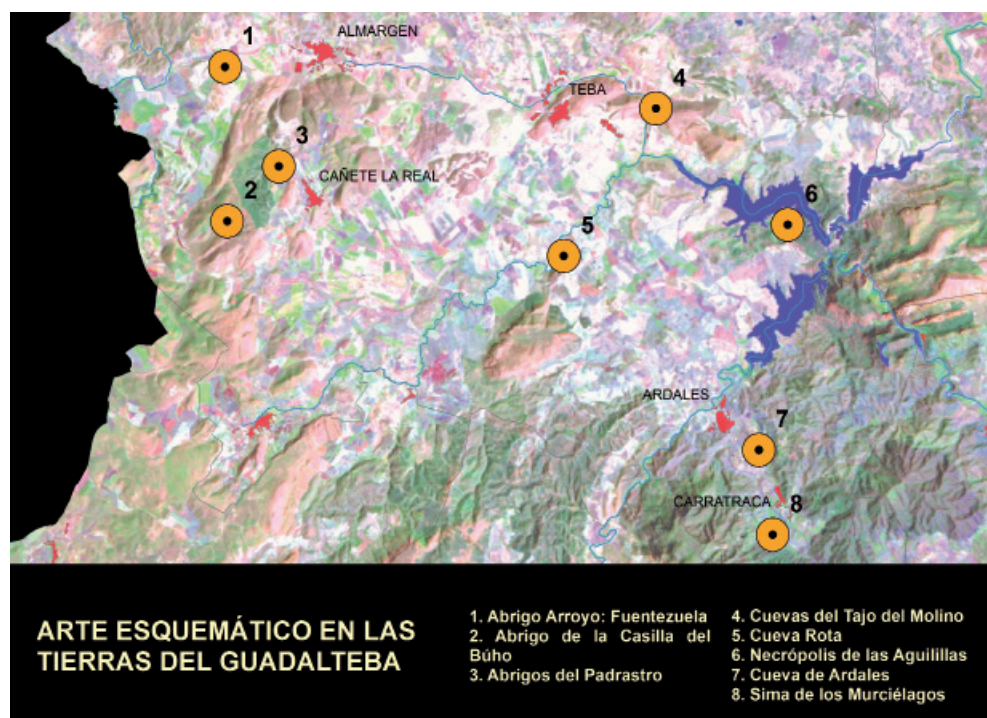 1
ALMARGEN
4
TEBA
3
CAÑETE LA REAL
2
6
5
ARDALES
7
CARRATRACA
8
ARTE ESQUEMÁTICO EN LAS
TIERRAS DEL GUADALTEBA
1. Abrigo Arroyo: Fuentezuela
2. Abrigo de la Casilla del
Búho
3. Abrigos del Padrastro
4. Cuevas del Tajo del Molino
5. Cueva Rota
6. Necrópolis de las Aguilillas
7. Cueva de Ardales
8. Sima de los Murciélagos